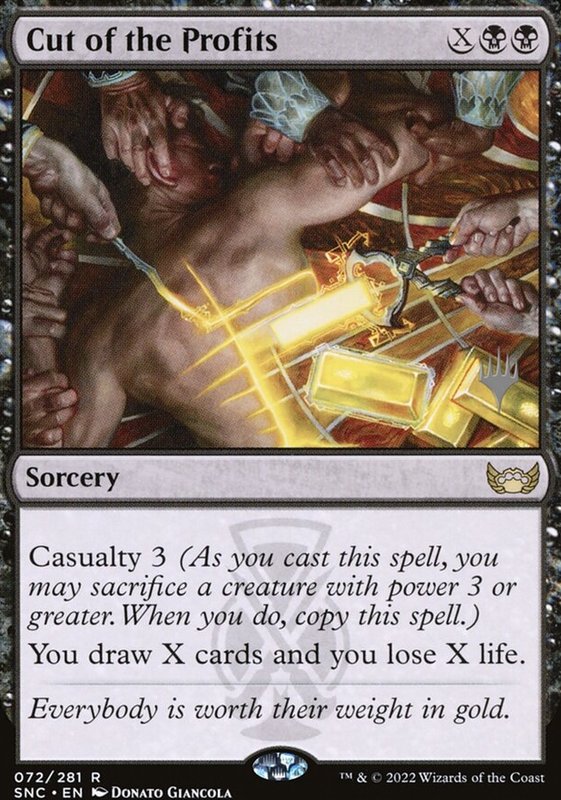 Cut of the Profits X
Sorcery
Casualty 3 (As you cast this spell, you
may sacrifice a creature with power 3 or
greater. When you do, copy this spell.)
You draw X cards and you lose X life.
Everybody is worth their weight in gold.
072/281 R
SNC • EN Donato Giancola ™ & © 2022 Wizards of the Coast